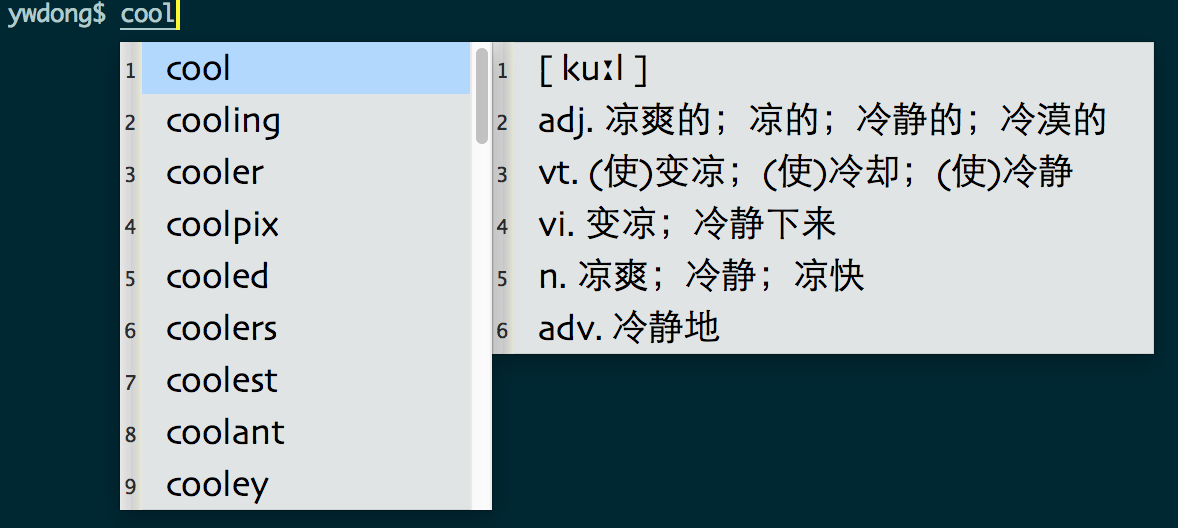 ywdong$ cool
1 cool
2 cooling
3 cooler
4 coolpix
5 cooled
6 coolers
7 coolest
8 coolant
9 cooley
1 [ kuːl ]
2 adj. 凉爽的；凉的；冷静的；冷漠的
3 vt. (使)变凉；(使)冷却；(使)冷静
4 vi. 变凉；冷静下来
5 n. 凉爽；冷静；凉快
6 adv. 冷静地